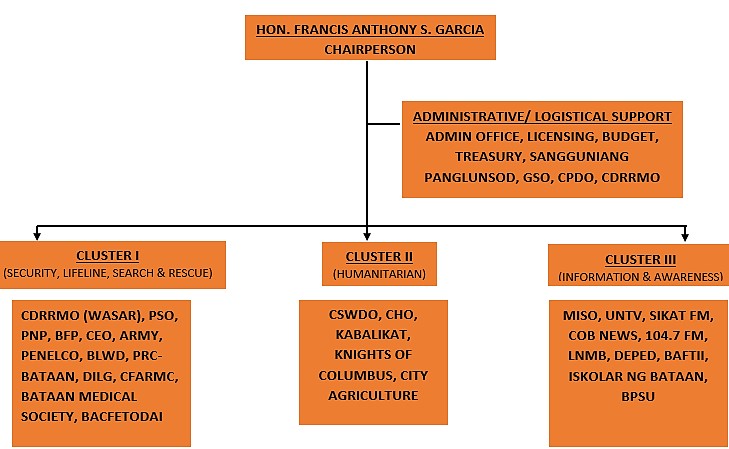 HON. FRANCIS ANTHONY S. GARCIA
CHAIRPERSON
ADMINISTRATIVE/ LOGISTICAL SUPPORT
ADMIN OFFICE, LICENSING, BUDGET,
TREASURY, SANGGUNIANG
PANGLUNSOD, GSO, CPDO, CDRRMO
CLUSTER I
(SECURITY, LIFELINE, SEARCH & RESCUE)
CDRRMO (WASAR), PSO,
PNP, BFP, CEO, ARMY,
PENELCO, BLWD, PRC-
BATAAN, DILG, CFARMC,
BATAAN MEDICAL
SOCIETY, BACFETODAI
CLUSTER II
(HUMANITARIAN)
CSWDO, CHO,
KABALIKAT,
KNIGHTS OF
COLUMBUS, CITY
AGRICULTURE
CLUSTER III
(INFORMATION & AWARENESS)
MISO, UNTV, SIKAT FM,
COB NEWS, 104.7 FM,
LNMB, DEPED, BAFTII,
ISKOLAR NG BATAAN,
BPSU